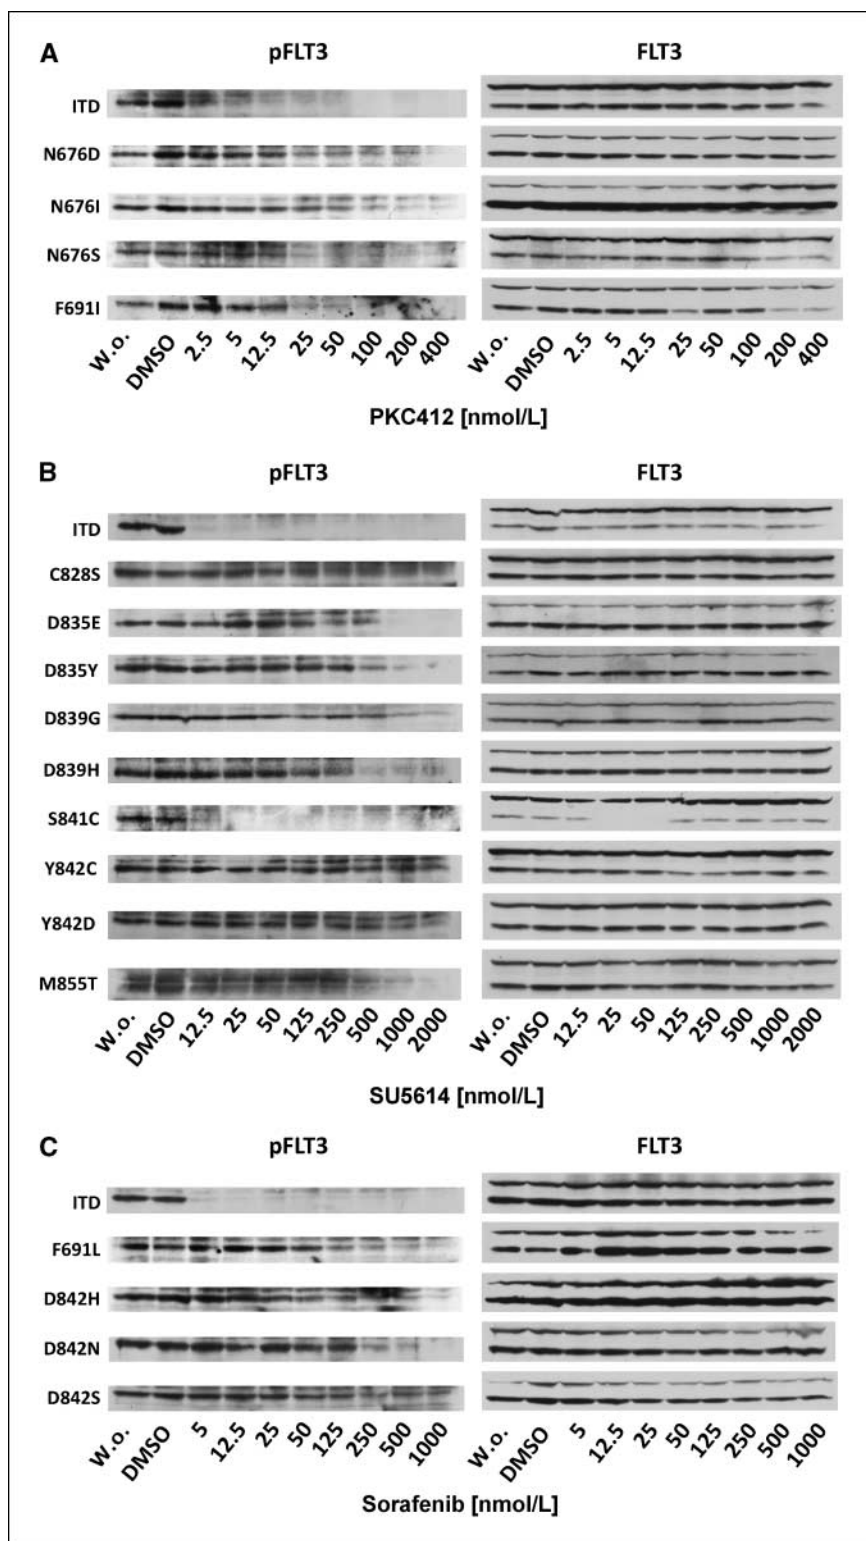 A
pFLT3 FLT3
ITD
N676D
N676I
N676S
F691I
W.o. DMSO 2.5 5 12.5 25 50 100 200 400 W.o. DMSO 2.5 5 12.5 25 50 100 200 400
PKC412 [nmol/L]
B
pFLT3 FLT3
ITD
C828S
D835E
D835Y
D839G
D839H
S841C
Y842C
Y842D
M855T
W.o. DMSO 12.5 25 50 125 250 500 1000 2000 W.o. DMSO 12.5 25 50 125 250 500 1000 2000
SU5614 [nmol/L]
C
pFLT3 FLT3
ITD
F691L
D842H
D842N
D842S
W.o. DMSO 5 12.5 25 50 125 250 500 1000 W.o. DMSO 5 12.5 25 50 125 250 500 1000
Sorafenib [nmol/L]